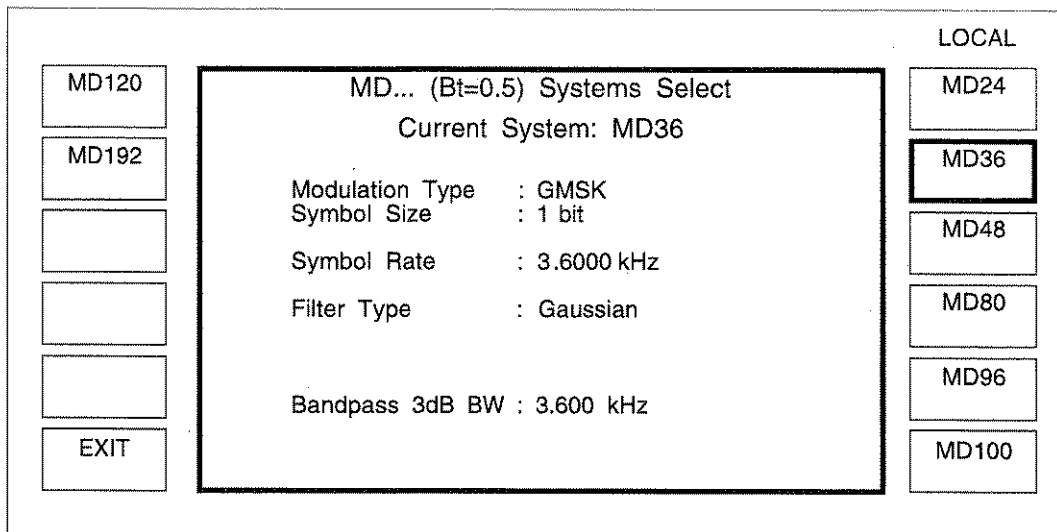 LOCAL
MD120
MD192
EXIT
MD... (Bt=0.5) Systems Select
Current System: MD36
Modulation Type : GMSK
Symbol Size : 1 bit
Symbol Rate : 3.6000 kHz
Filter Type : Gaussian
Bandpass 3dB BW : 3.600 kHz
MD24
MD36
MD48
MD80
MD96
MD100